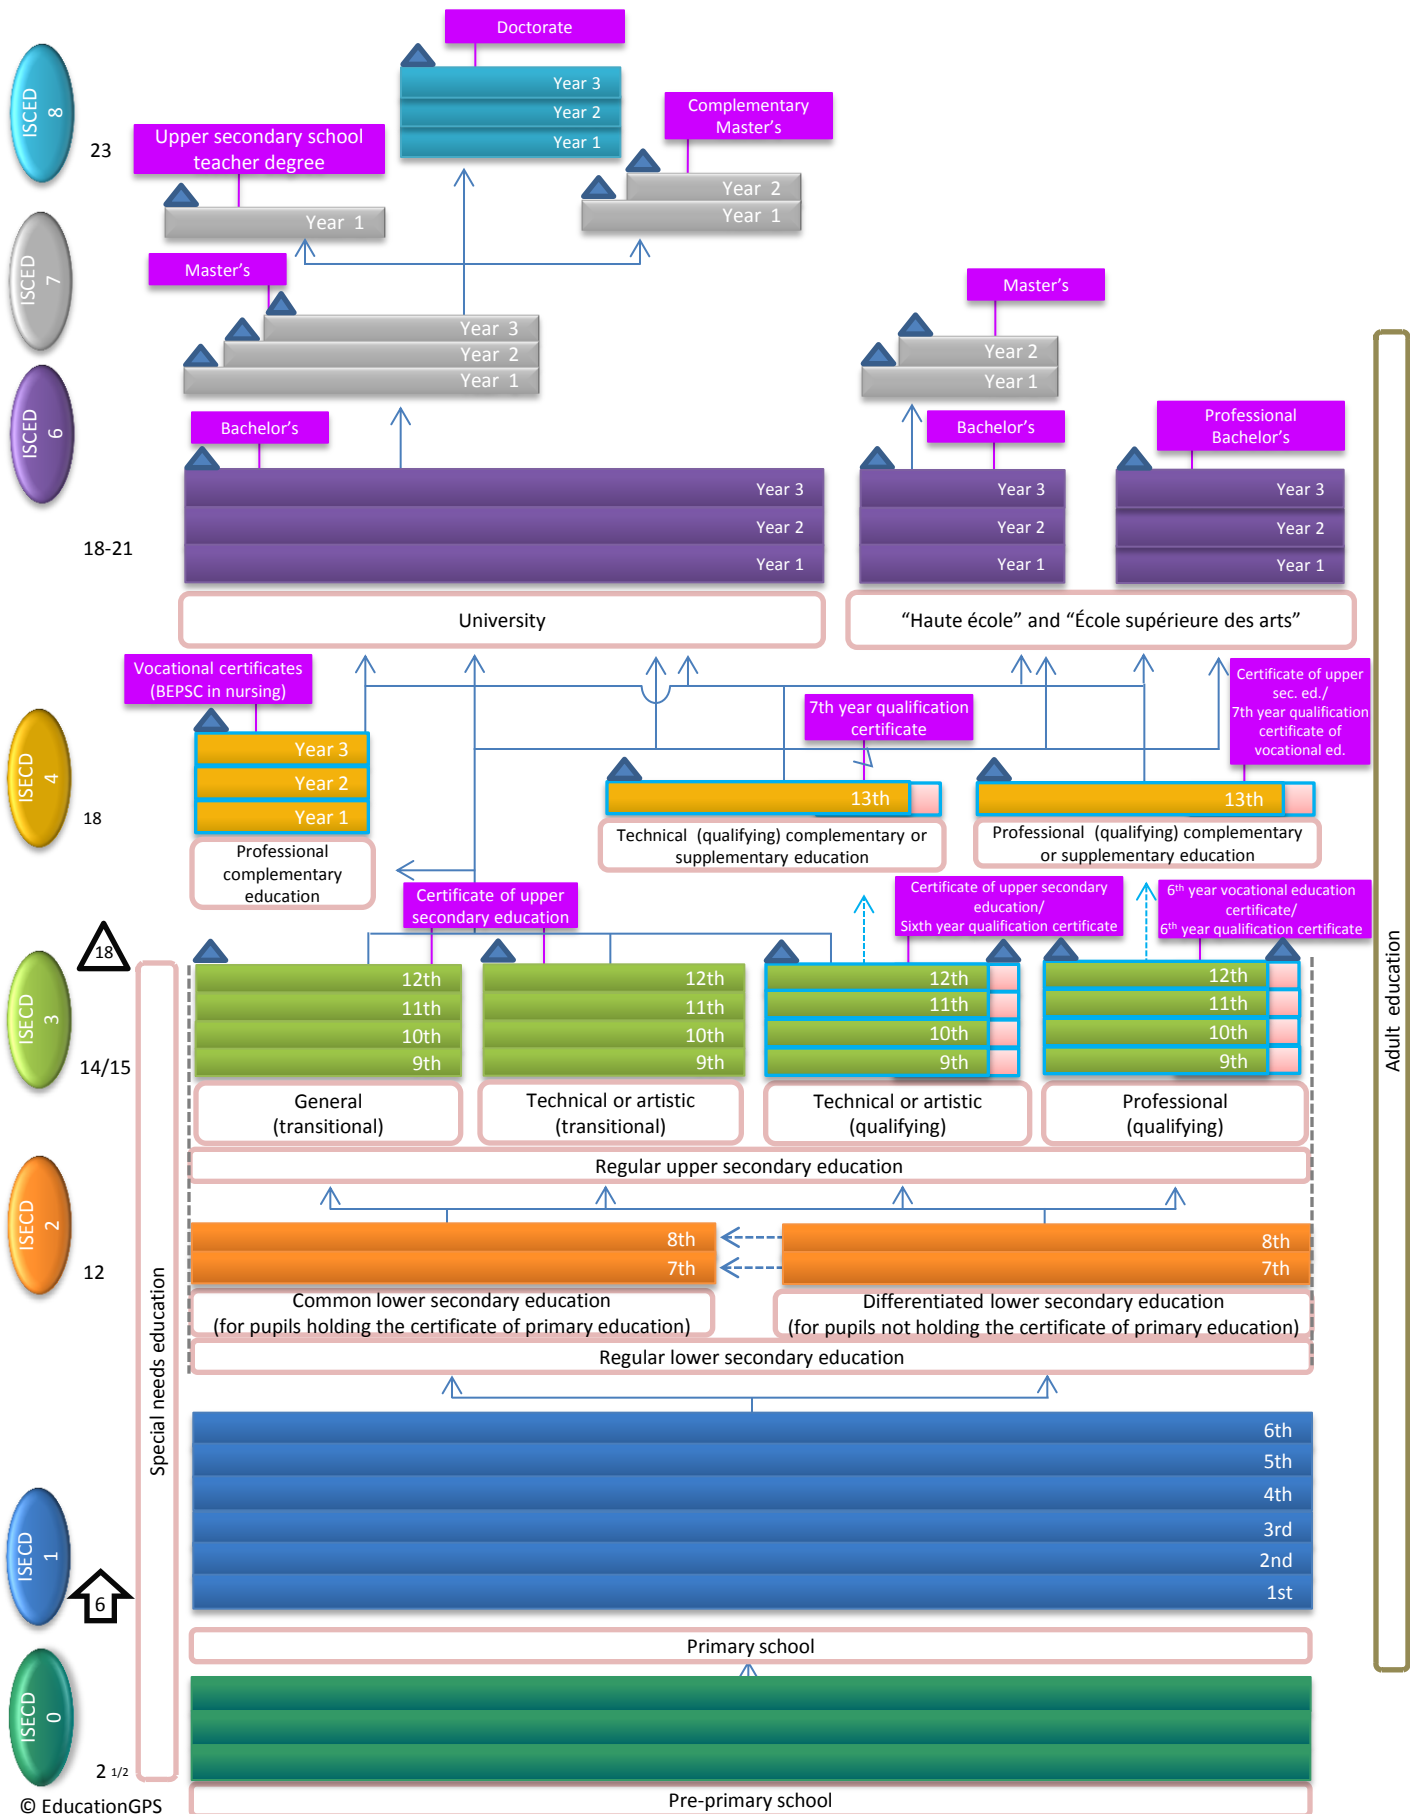 Doctorate
ISCED
8
Year 3
Year 2
Year 1
Complementary
Master's
23
Upper secondary school
teacher degree
Year 2
Year 1
Year 1
ISCED
7
Master's
Master's
Year 3
Year 2
Year 1
Year 2
Year 1
ISCED
6
Bachelor's
Bachelor's
Professional
Bachelor's
Year 3
Year 2
Year 1
Year 3
Year 2
Year 1
Year 3
Year 2
Year 1
18-21
University
“Haute école” and “École supérieure des arts”
Vocational certificates
(BEPSC in nursing)
7th year qualification
certificate
Certificate of upper
sec. ed./
7th year qualification
certificate of
vocational ed.
ISECD
4
Year 3
Year 2
Year 1
13th
13th
18
Professional
complementary
education
Technical (qualifying) complementary or
supplementary education
Professional (qualifying) complementary
or supplementary education
Certificate of upper
secondary education
Certificate of upper secondary
education/
Sixth year qualification certificate
6th year vocational education
certificate/
6th year qualification certificate
18
ISECD
3
12th
11th
10th
9th
12th
11th
10th
9th
12th
11th
10th
9th
12th
11th
10th
9th
14/15
General
(transitional)
Technical or artistic
(transitional)
Technical or artistic
(qualifying)
Professional
(qualifying)
Adult education
Regular upper secondary education
ISECD
2
8th
7th
8th
7th
12
Common lower secondary education
(for pupils holding the certificate of primary education)
Differentiated lower secondary education
(for pupils not holding the certificate of primary education)
Regular lower secondary education
Special needs education
6th
5th
4th
3rd
2nd
1st
ISECD
1
6
Primary school
ISECD
0
2 1/2
Pre-primary school
© EducationGPS